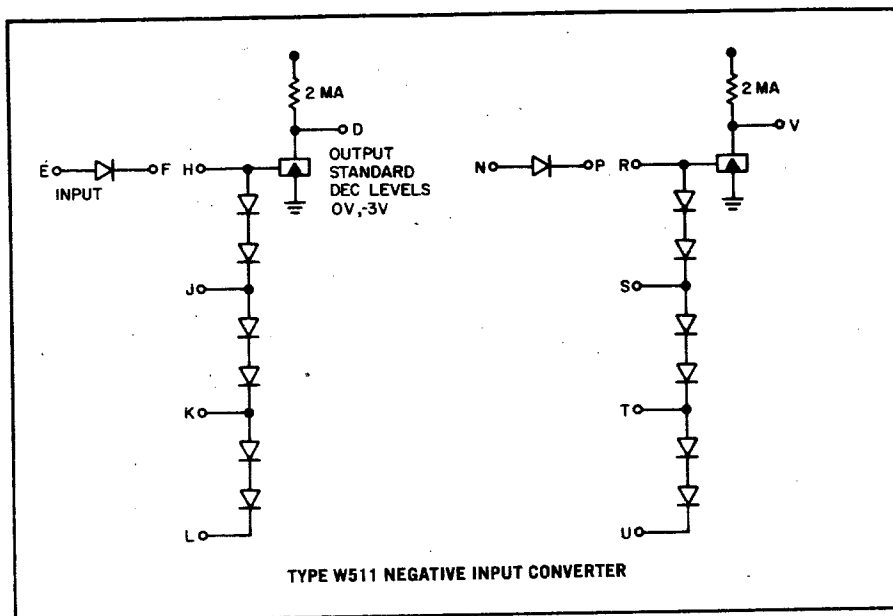 2 MA
D
E
F
H
INPUT
OUTPUT
STANDARD
DEC LEVELS
0V,-3V
J
K
L
2 MA
V
N
P
R
S
T
U
TYPE W511 NEGATIVE INPUT CONVERTER